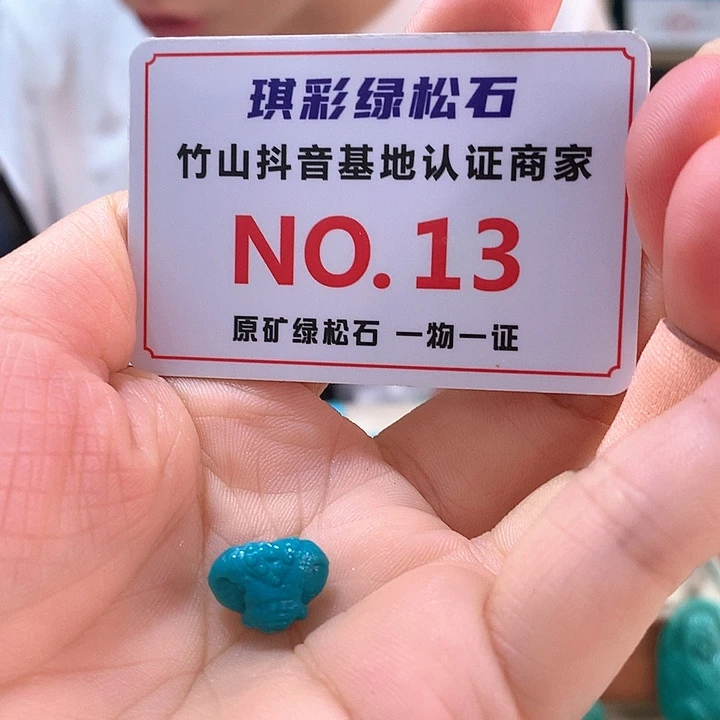 琪彩绿松石
竹山抖音基地认证商家
NO.13
原矿绿松石 一物一证